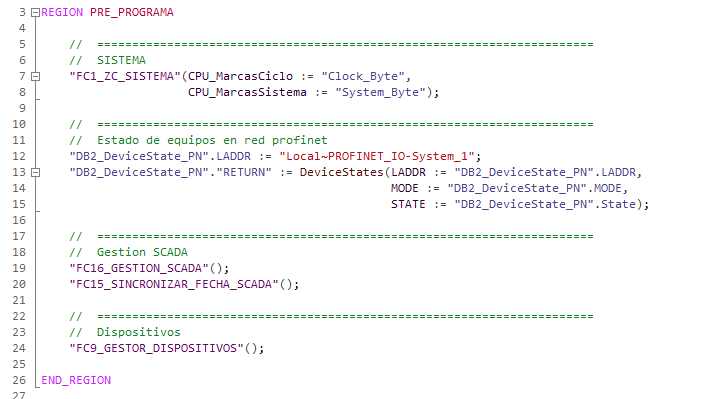 3 REGION PRE_PROGRAMA
4
5 // =======================================================================
6 // SISTEMA
7 "FC1_ZC_SISTEMA"(CPU_MarcasCiclo := "Clock_Byte",
8 CPU_MarcasSistema := "System_Byte");
9
10 // =======================================================================
11 // Estado de equipos en red profinet
12 "DB2_DeviceState_PN".LADDR := "Local~PROFINET_IO-System_1";
13 "DB2_DeviceState_PN"."RETURN" := DeviceStates(LADDR := "DB2_DeviceState_PN".LADDR,
14 MODE := "DB2_DeviceState_PN".MODE,
15 STATE := "DB2_DeviceState_PN".State);
16
17 // =======================================================================
18 // Gestion SCADA
19 "FC16_GESTION_SCADA"();
20 "FC15_SINCRONIZAR_FECHA_SCADA"();
21
22 // =======================================================================
23 // Dispositivos
24 "FC9_GESTOR_DISPOSITIVOS"();
25
26 END_REGION
27